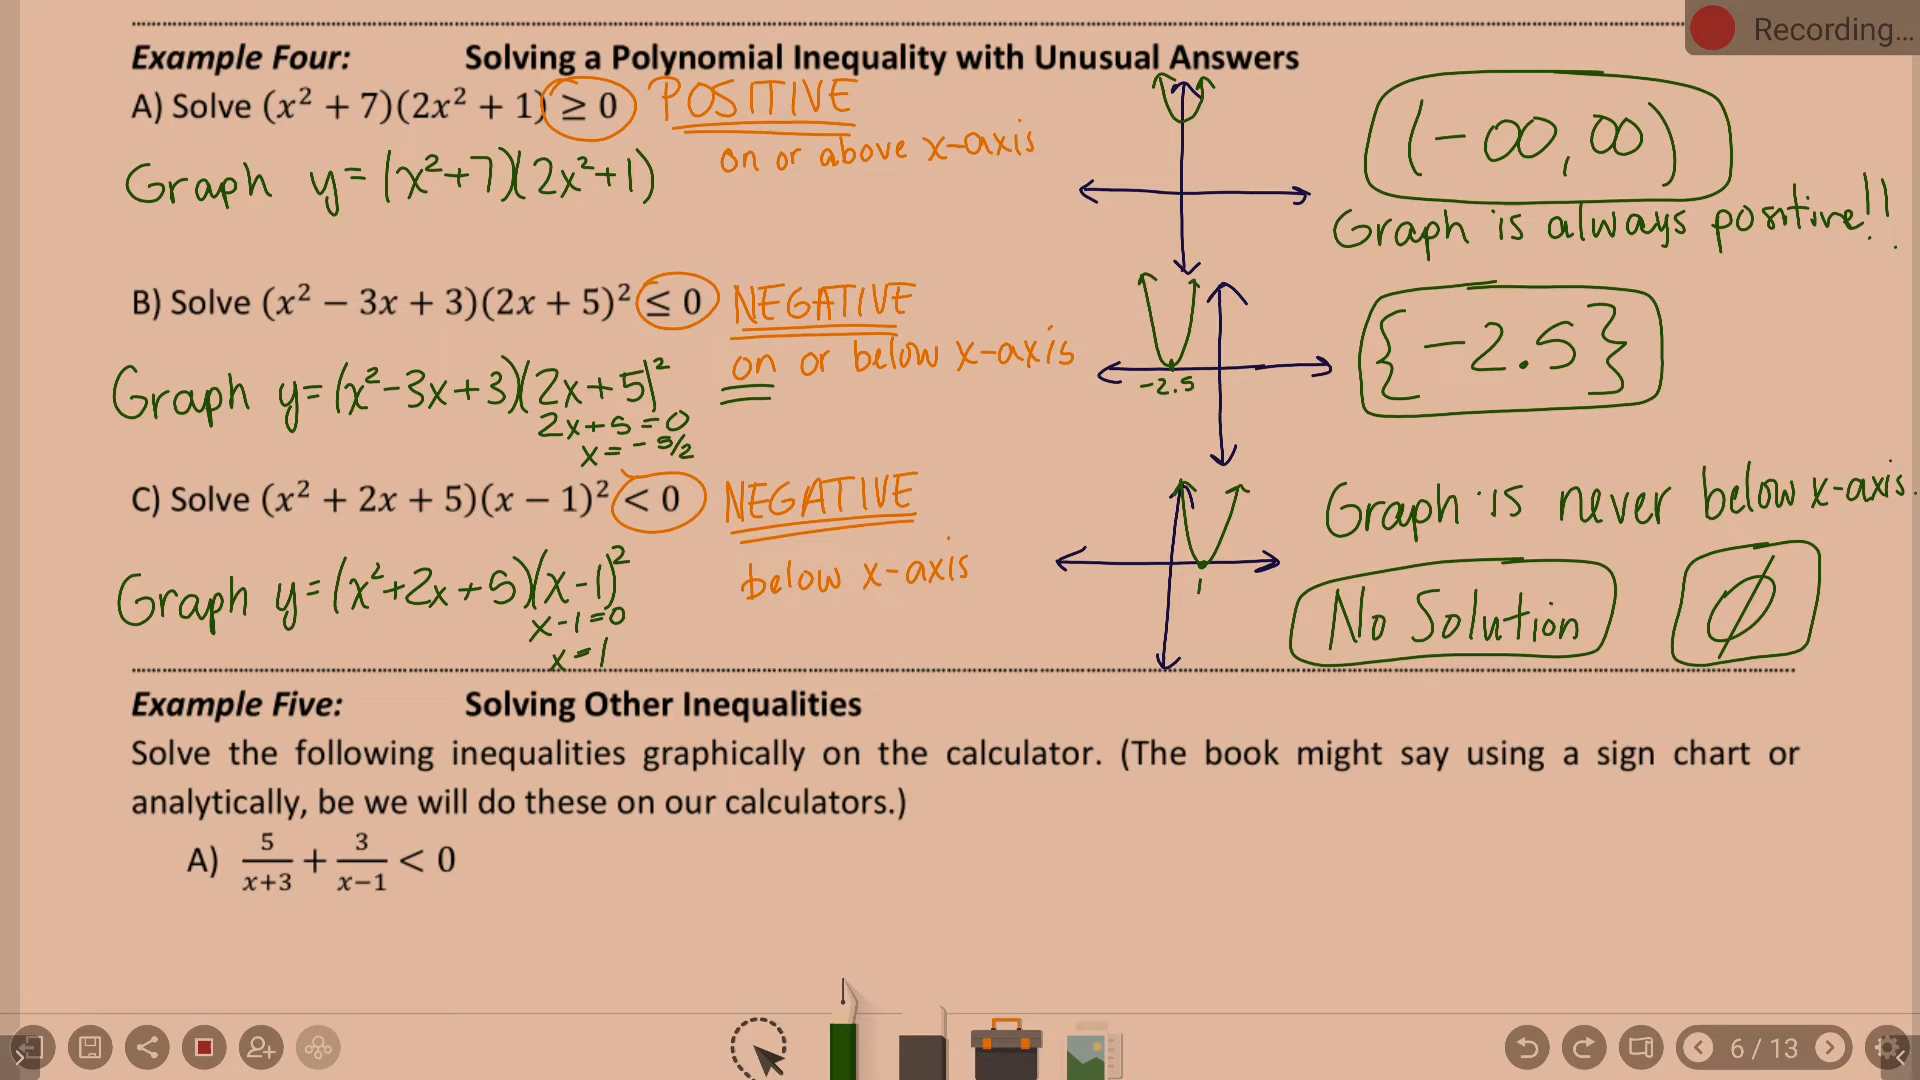 Recording...
Example Four: Solving a Polynomial Inequality with Unusual Answers
A) Solve (x² + 7)(2x² + 1) ≥ 0 POSITIVE
on or above x-axis
(-∞,∞)
Graph y=(x²+7)(2x²+1)
Graph is always positive!!
B) Solve (x² − 3x + 3)(2x + 5)² ≤ 0 NEGATIVE
on or below x-axis
{-2.5}
-2.5
Graph y=(x²-3x+3)(2x+5)²
2x+5=0
x=-5/2
C) Solve (x² + 2x + 5)(x − 1)² < 0 NEGATIVE
Graph is never below x-axis.
below x-axis
1
Graph y=(x²+2x+5)(x-1)²
x-1=0
x=1
No Solution Ø
Example Five: Solving Other Inequalities
Solve the following inequalities graphically on the calculator. (The book might say using a sign chart or
analytically, be we will do these on our calculators.)
A) 5/(x+3) + 3/(x−1) < 0
6 / 13